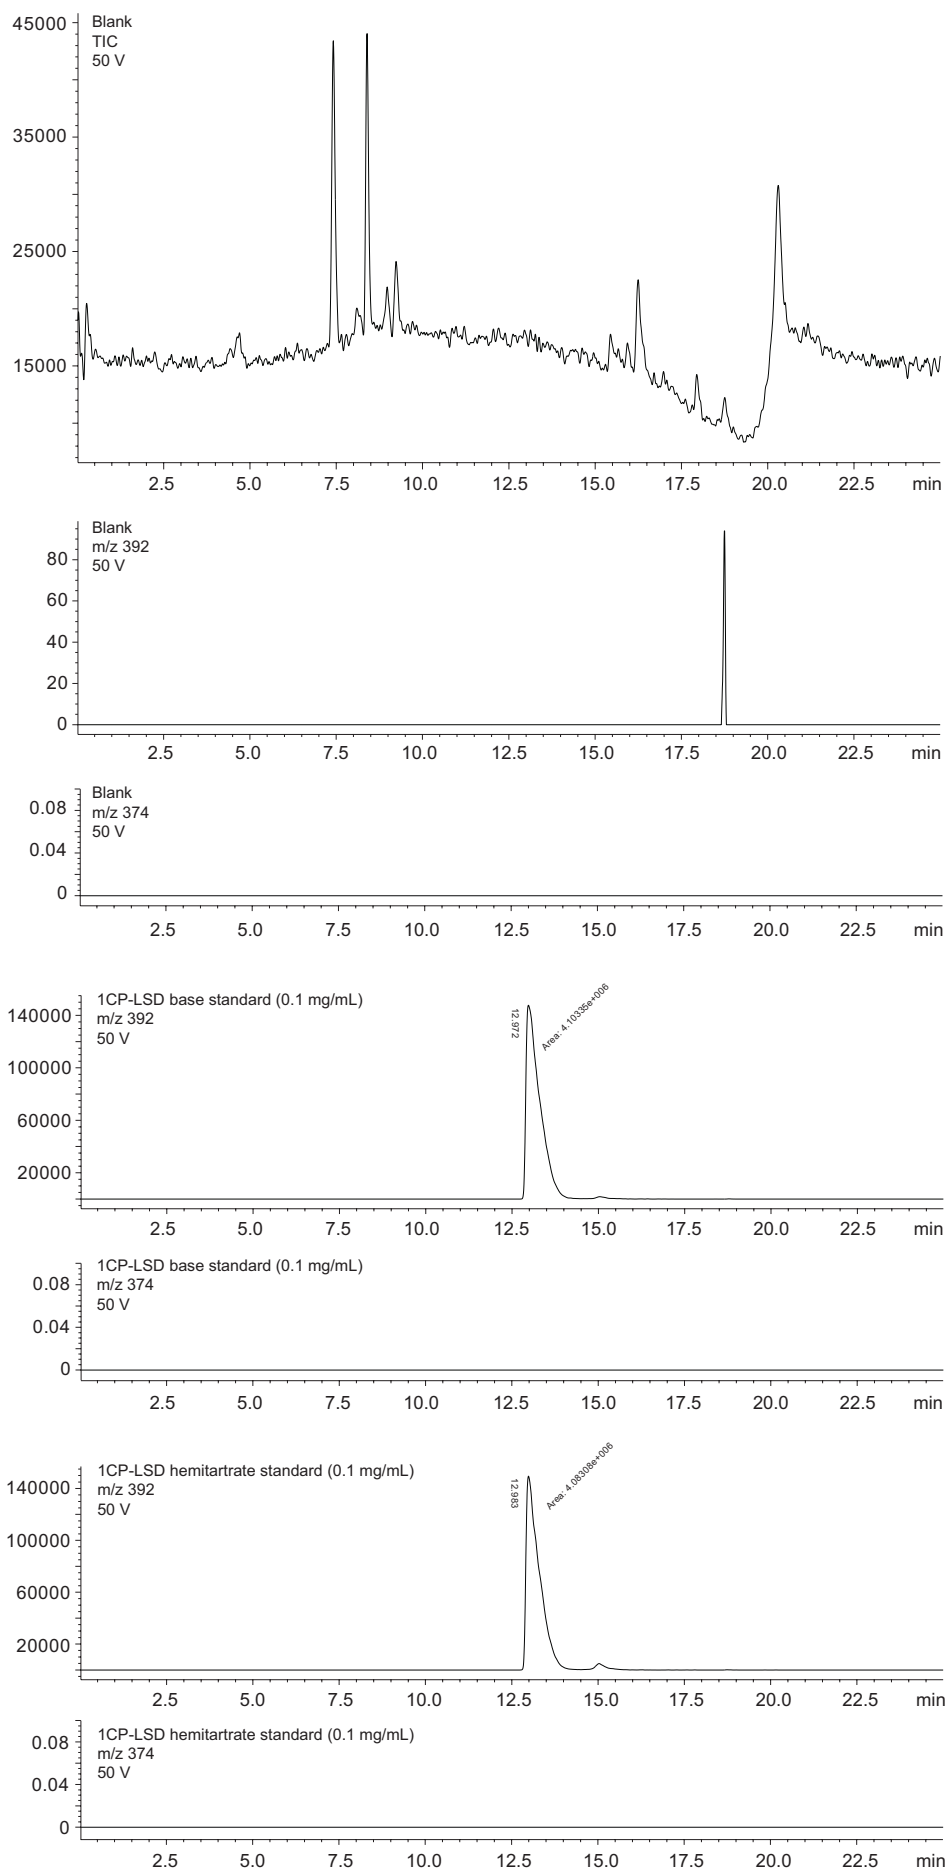 45000
Blank
TIC
50 V
35000
25000
15000
2.5 5.0 7.5 10.0 12.5 15.0 17.5 20.0 22.5 min
Blank
m/z 392
50 V
80
60
40
20
0
2.5 5.0 7.5 10.0 12.5 15.0 17.5 20.0 22.5 min
Blank
m/z 374
50 V
0.08
0.04
0
2.5 5.0 7.5 10.0 12.5 15.0 17.5 20.0 22.5 min
1CP-LSD base standard (0.1 mg/mL)
m/z 392
50 V
12.972
Area: 4.10335e+006
140000
100000
60000
20000
2.5 5.0 7.5 10.0 12.5 15.0 17.5 20.0 22.5 min
1CP-LSD base standard (0.1 mg/mL)
m/z 374
50 V
0.08
0.04
0
2.5 5.0 7.5 10.0 12.5 15.0 17.5 20.0 22.5 min
1CP-LSD hemitartrate standard (0.1 mg/mL)
m/z 392
50 V
12.983
Area: 4.08308e+006
140000
100000
60000
20000
2.5 5.0 7.5 10.0 12.5 15.0 17.5 20.0 22.5 min
1CP-LSD hemitartrate standard (0.1 mg/mL)
m/z 374
50 V
0.08
0.04
0
2.5 5.0 7.5 10.0 12.5 15.0 17.5 20.0 22.5 min